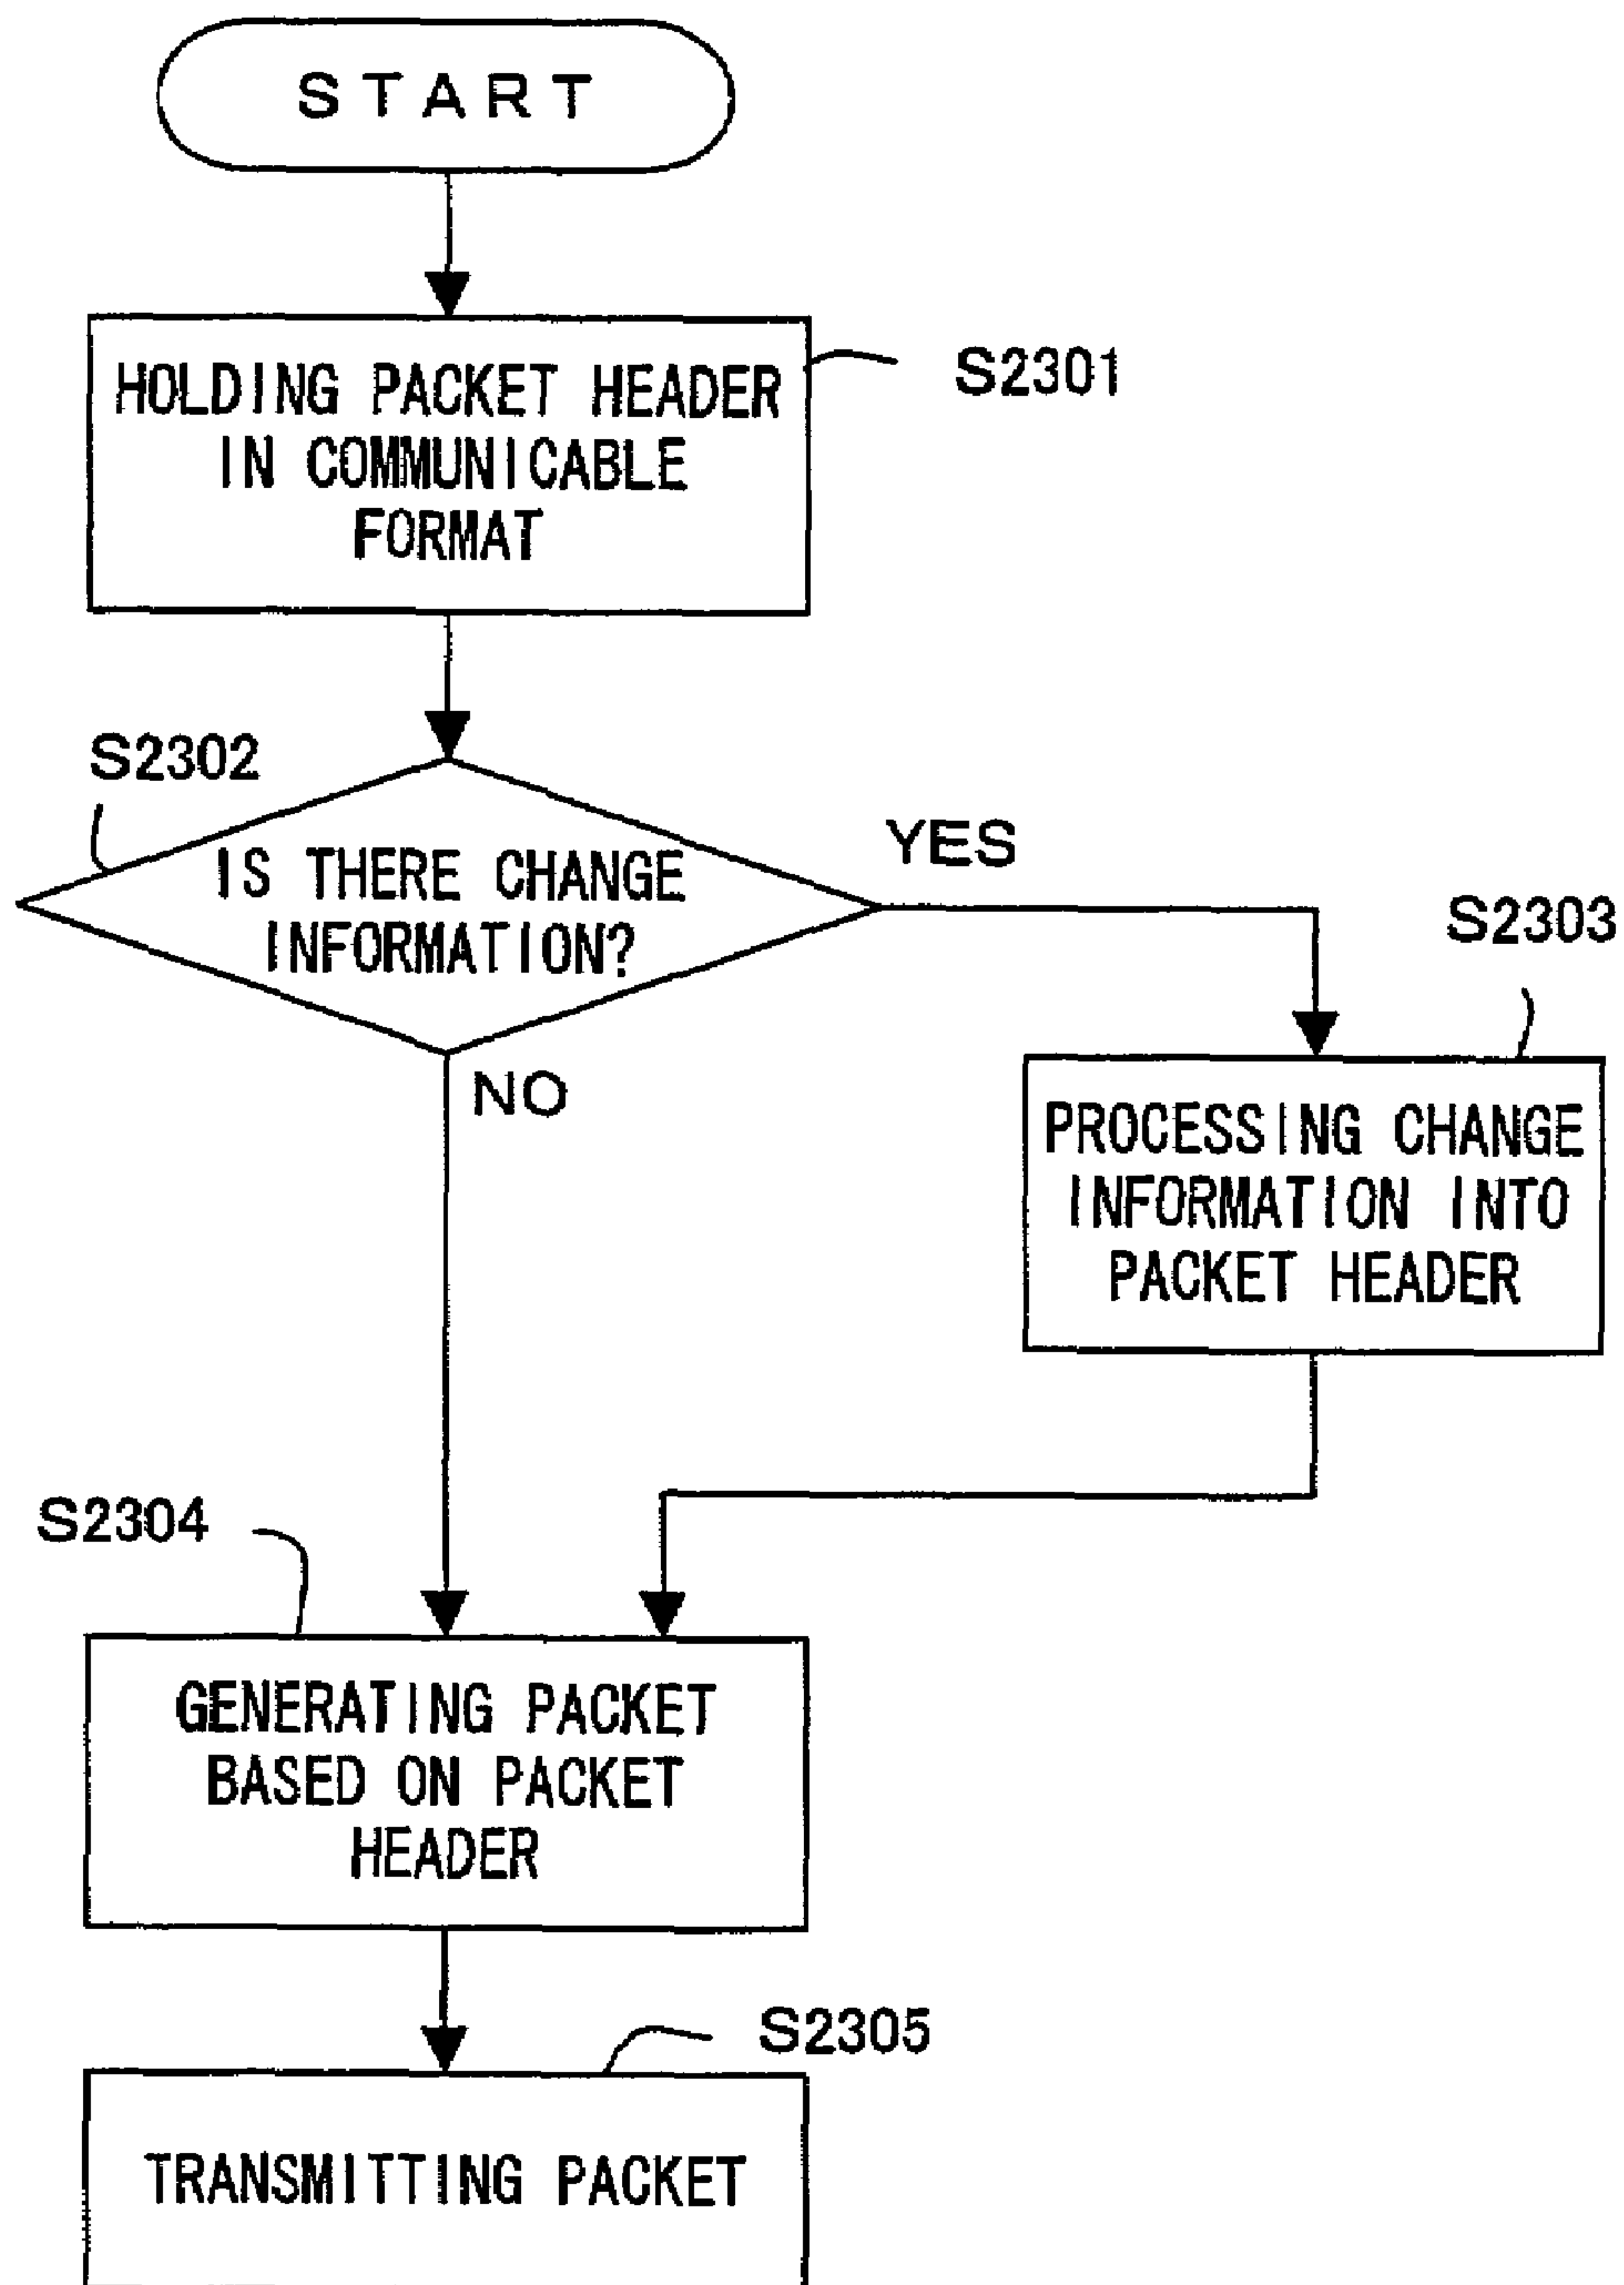 START
HOLDING PACKET HEADER
IN COMMUNICABLE
FORMAT
S2301
S2302
IS THERE CHANGE
INFORMATION?
YES
NO
S2303
PROCESSING CHANGE
INFORMATION INTO
PACKET HEADER
S2304
GENERATING PACKET
BASED ON PACKET
HEADER
S2305
TRANSMITTING PACKET